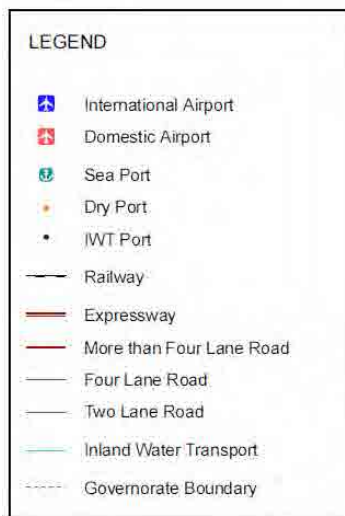 LEGEND
International Airport
Domestic Airport
Sea Port
Dry Port
IWT Port
Railway
Expressway
More than Four Lane Road
Four Lane Road
Two Lane Road
Inland Water Transport
Governorate Boundary